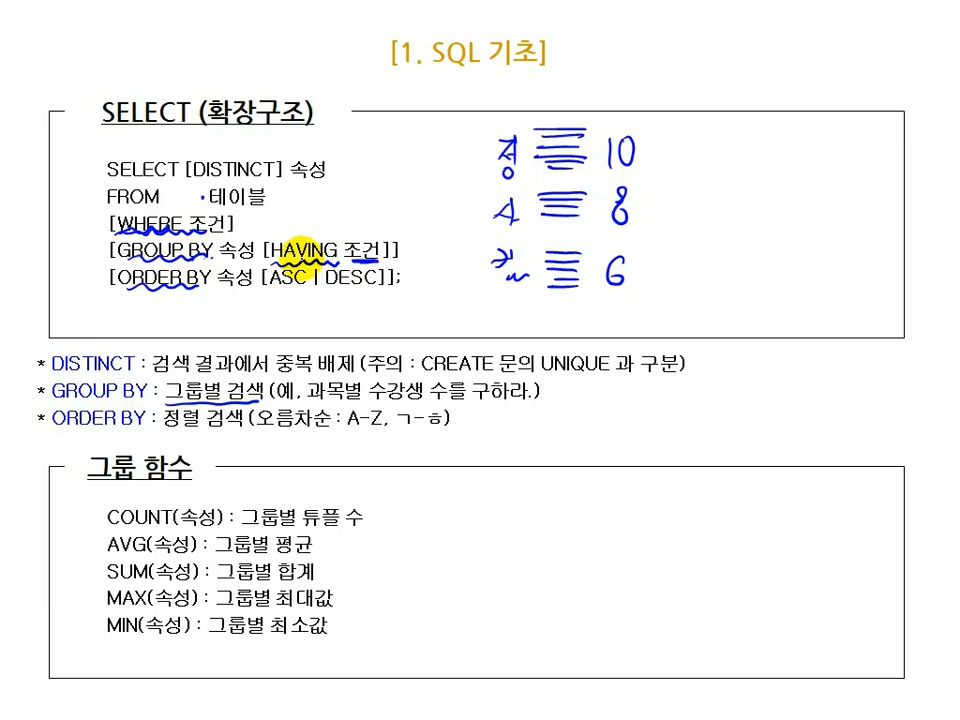 [1. SQL 기초]
SELECT (확장구조)
SELECT [DISTINCT] 속성
FROM 테이블
[WHERE 조건]
[GROUP BY 속성 [HAVING 조건]]
[ORDER BY 속성 [ASC | DESC]];
정 10
8
6
* DISTINCT : 검색 결과에서 중복 배제 (주의 : CREATE 문의 UNIQUE 과 구분)
* GROUP BY : 그룹별 검색 (예, 과목별 수강생 수를 구하라.)
* ORDER BY : 정렬 검색 (오름차순 : A-Z, ㄱ-ㅎ)
그룹 함수
COUNT(속성) : 그룹별 튜플 수
AVG(속성) : 그룹별 평균
SUM(속성) : 그룹별 합계
MAX(속성) : 그룹별 최대값
MIN(속성) : 그룹별 최소값